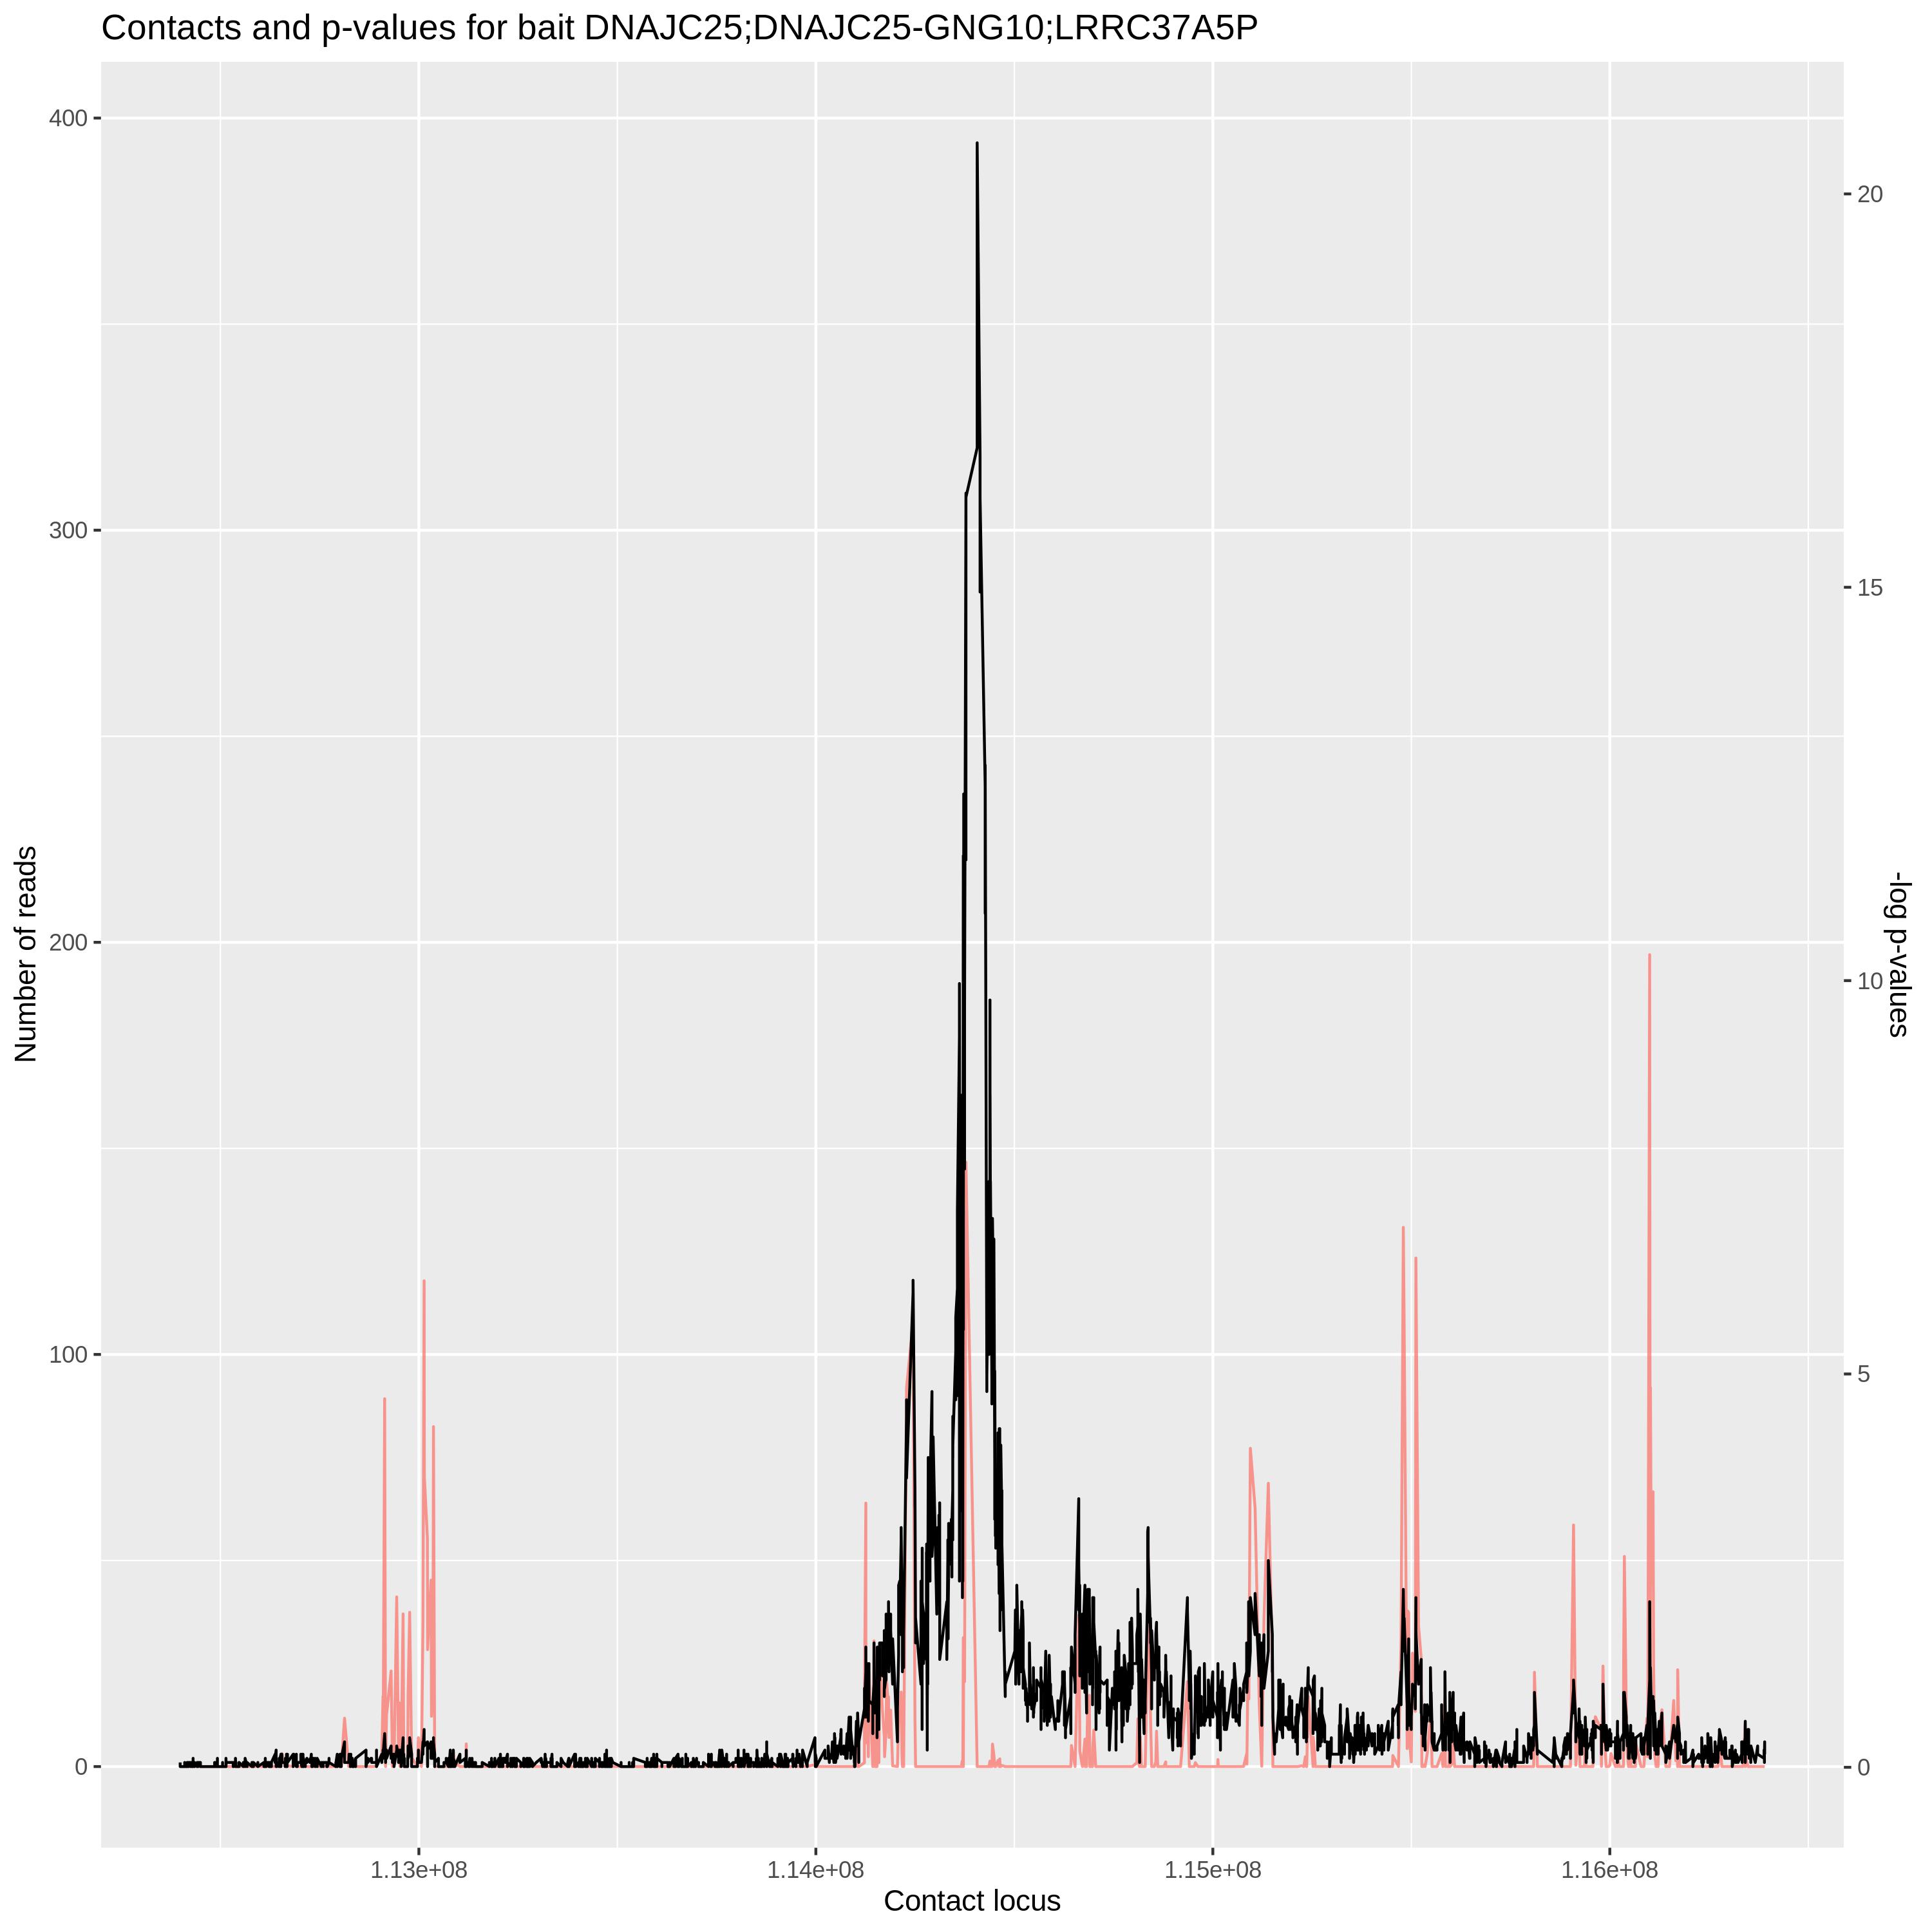 Contacts and p-values for bait DNAJC25;DNAJC25-GNG10;LRRC37A5P
400
300
200
100
0
Number of reads
20
15
10
5
0
-log p-values
1.13e+08 1.14e+08 1.15e+08 1.16e+08
Contact locus